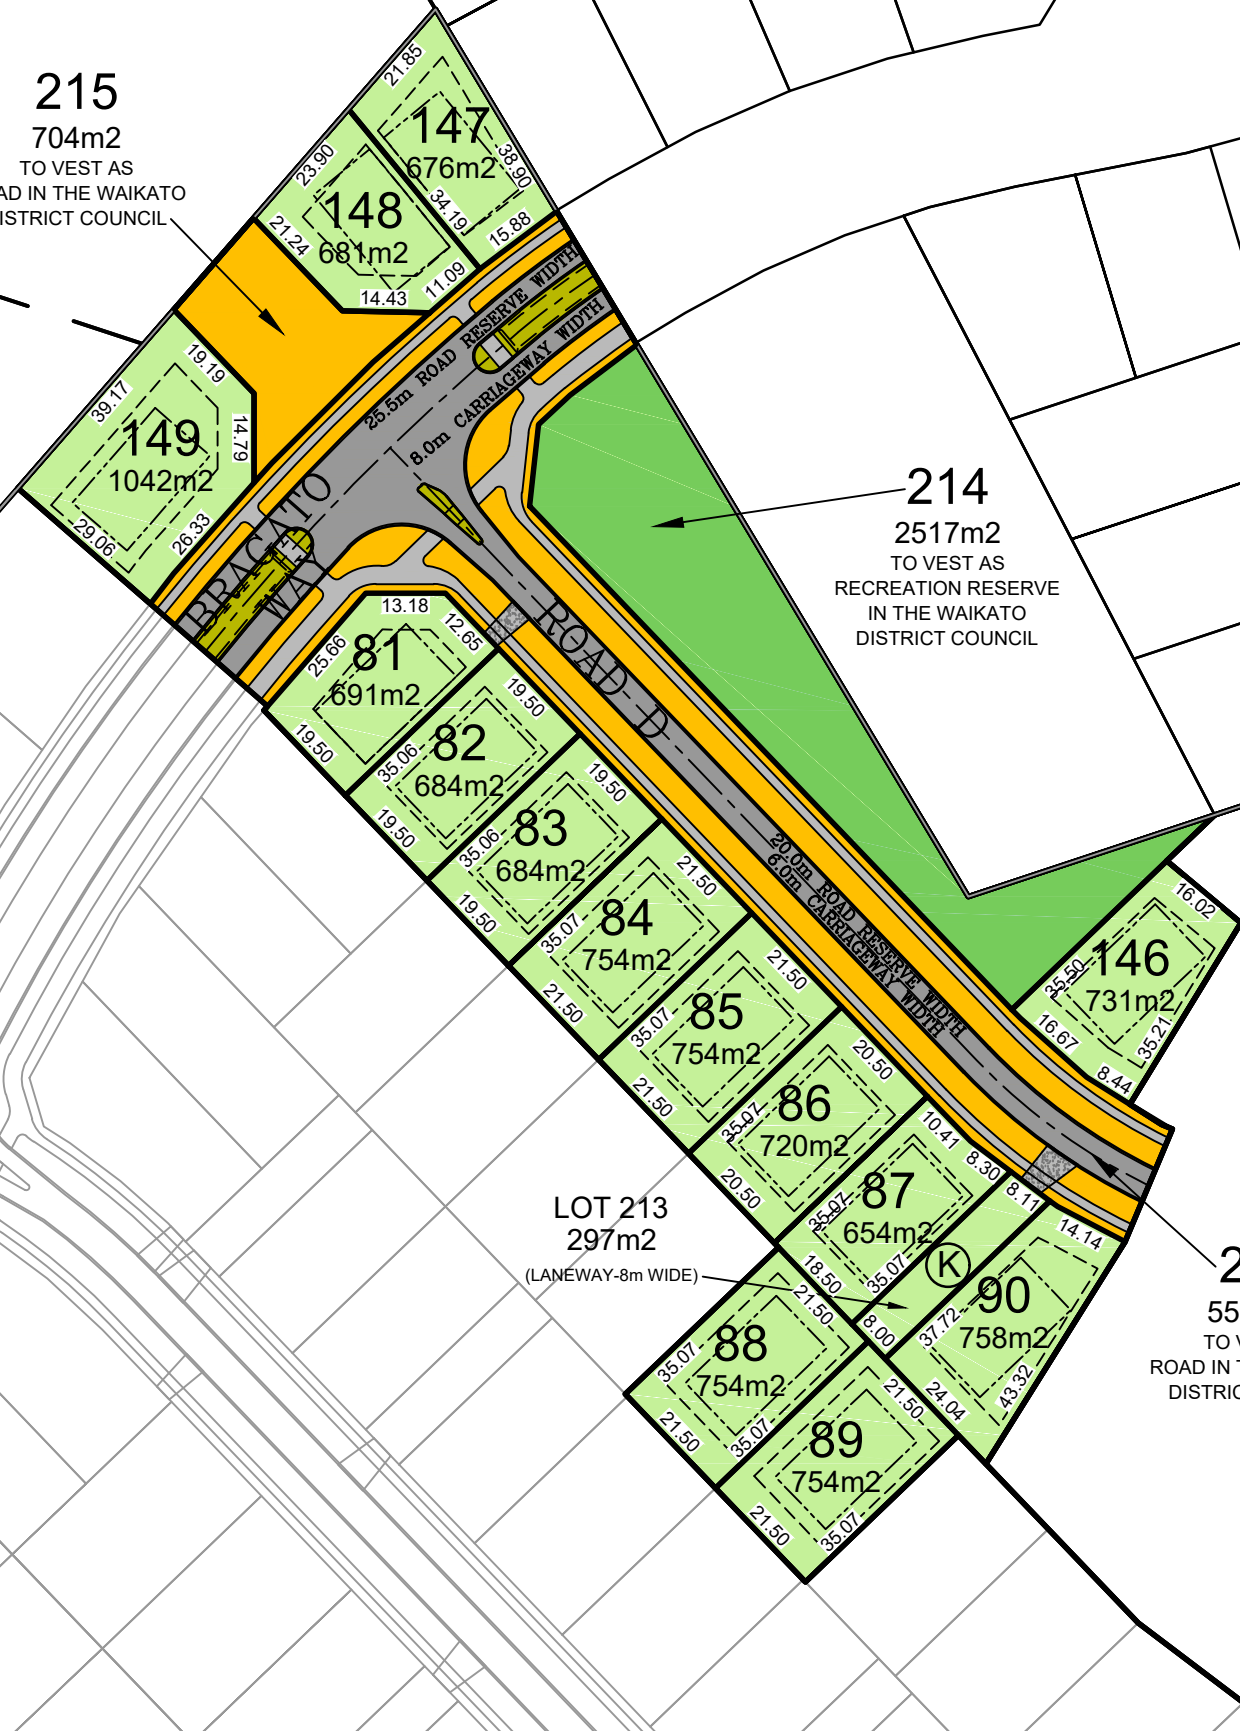 215
704m2
TO VEST AS
AD IN THE WAIKATO
ISTRICT COUNCIL
21.85
147
676m2
38.90
34.19
15.88
23.90
148
681m2
21.24
14.43
11.09
19.19
39.17
149
1042m2
14.79
29.06
26.33
25.5m ROAD RESERVE WIDTH
8.0m CARRIAGEWAY WIDTH
BRACATO
WAY
ROAD D
214
2517m2
TO VEST AS
RECREATION RESERVE
IN THE WAIKATO
DISTRICT COUNCIL
13.18
12.65
25.66
81
691m2
19.50
19.50
82
684m2
35.06
19.50
19.50
83
684m2
35.06
19.50
21.50
84
754m2
35.07
21.50
21.50
85
754m2
35.07
21.50
20.0m ROAD RESERVE WIDTH
6.0m CARRIAGEWAY WIDTH
16.02
146
731m2
35.50
35.21
16.67
8.44
20.50
86
720m2
35.07
20.50
10.41
8.30
87
654m2
35.07
35.07
18.50
8.11
K
8.00
LOT 213
297m2
(LANEWAY-8m WIDE)
14.14
90
758m2
37.72
43.32
24.04
21.50
88
754m2
35.07
35.07
21.50
21.50
89
754m2
21.50
35.07
2
55
TO V
ROAD IN T
DISTRIC